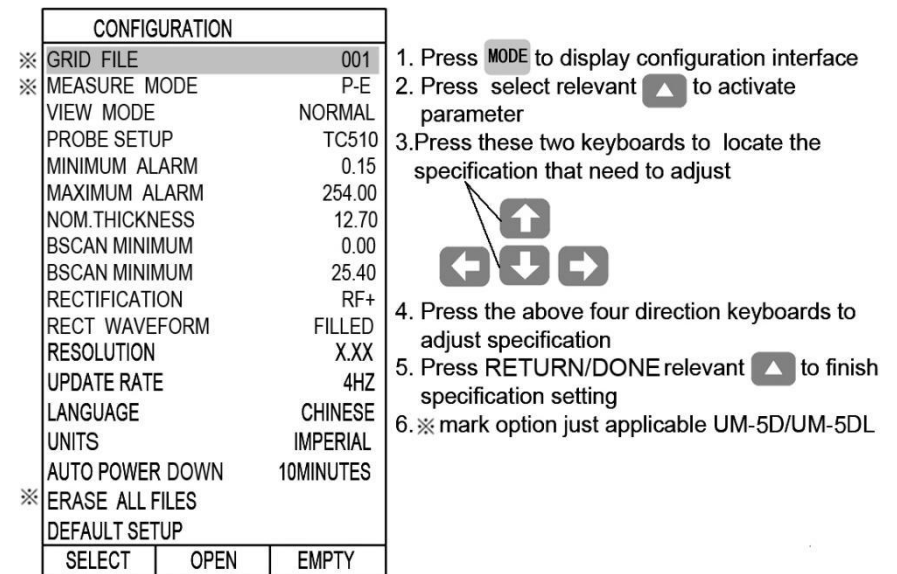 CONFIGURATION
※ GRID FILE 001
※ MEASURE MODE P-E
VIEW MODE NORMAL
PROBE SETUP TC510
MINIMUM ALARM 0.15
MAXIMUM ALARM 254.00
NOM.THICKNESS 12.70
BSCAN MINIMUM 0.00
BSCAN MINIMUM 25.40
RECTIFICATION RF+
RECT WAVEFORM FILLED
RESOLUTION X.XX
UPDATE RATE 4HZ
LANGUAGE CHINESE
UNITS IMPERIAL
AUTO POWER DOWN 10MINUTES
※ ERASE ALL FILES
DEFAULT SETUP
SELECT OPEN EMPTY
1. Press MODE to display configuration interface
2. Press select relevant to activate
parameter
3.Press these two keyboards to locate the
specification that need to adjust
4. Press the above four direction keyboards to
adjust specification
5. Press RETURN/DONE relevant to finish
specification setting
6.※ mark option just applicable UM-5D/UM-5DL